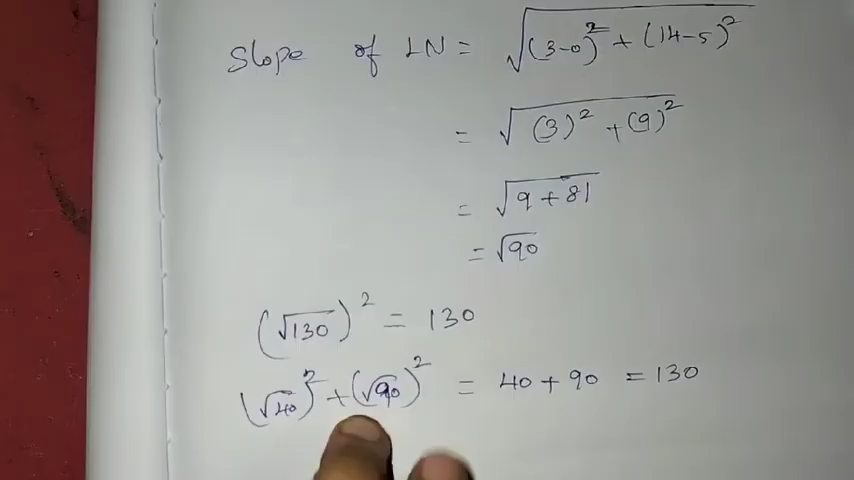 Slope of LN = √(3-0)² + (14-5)²
= √(3)² + (9)²
= √9 + 81
= √90
(√130)² = 130
(√40)² + (√90)² = 40 + 90 = 130